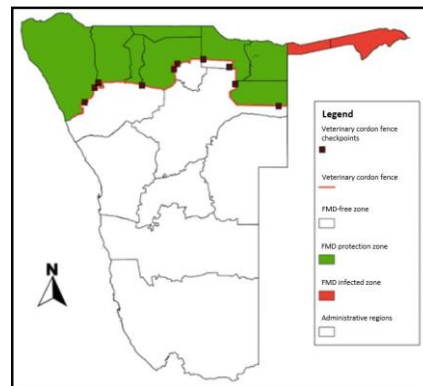 N
Legend
Veterinary cordon fence
checkpoints
Veterinary cordon fence
FMD-free zone
FMD protection zone
FMD infected zone
Administrative regions